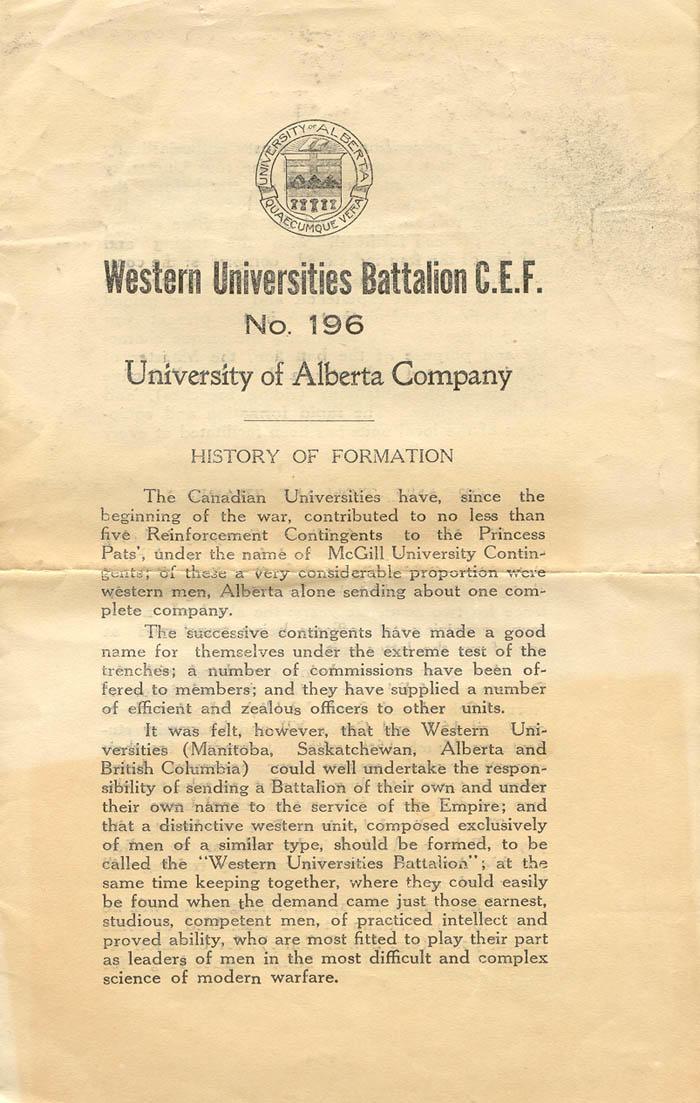 UNIVERSITY OF ALBERTA
QUAECUMQUE VERA
Western Universities Battalion C.E.F.
No. 196
University of Alberta Company
HISTORY OF FORMATION
The Canadian Universities have, since the
beginning of the war, contributed to no less than
five Reinforcement Contingents to the Princess
Pats', under the name of McGill University Contin-
gents; of these a very considerable proportion were
western men, Alberta alone sending about one com-
plete company.
The successive contingents have made a good
name for themselves under the extreme test of the
trenches; a number of commissions have been of-
fered to members; and they have supplied a number
of efficient and zealous officers to other units.
It was felt, however, that the Western Uni-
versities (Manitoba, Saskatchewan, Alberta and
British Columbia) could well undertake the respon-
sibility of sending a Battalion of their own and under
their own name to the service of the Empire; and
that a distinctive western unit, composed exclusively
of men of a similar type, should be formed, to be
called the "Western Universities Battalion"; at the
same time keeping together, where they could easily
be found when the demand came just those earnest,
studious, competent men, of practiced intellect and
proved ability, who are most fitted to play their part
as leaders of men in the most difficult and complex
science of modern warfare.